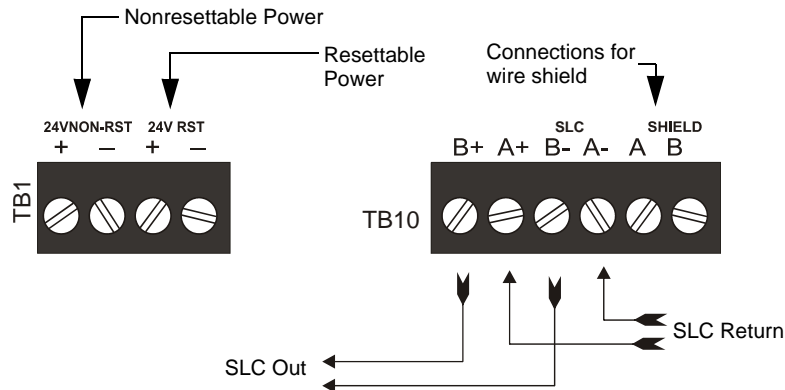 Nonresettable Power
Resettable
Power
Connections for
wire shield
24VNON-RST 24V RST
+ – + –
TB1
SLC SHIELD
B+ A+ B- A- A B
TB10
SLC Return
SLC Out